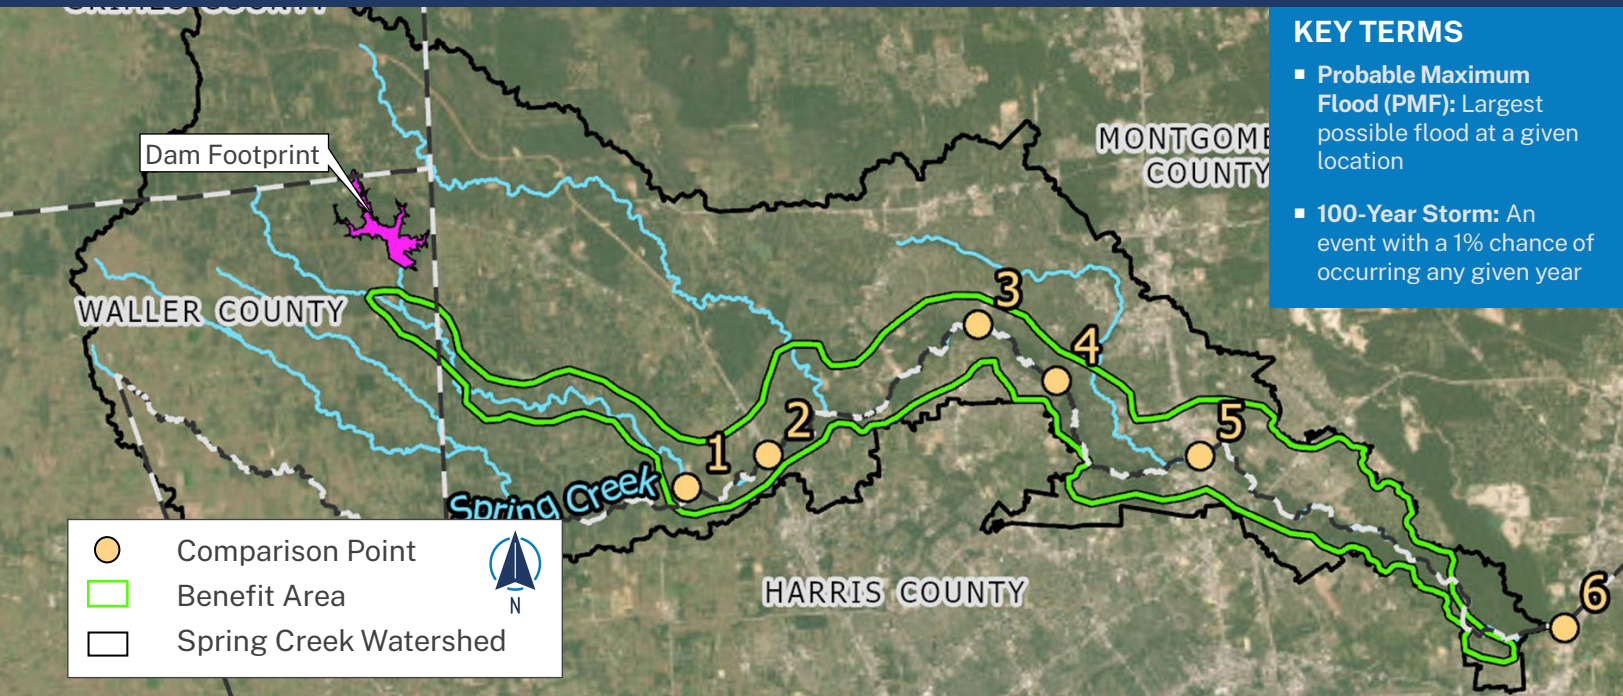 KEY TERMS
▪ Probable Maximum
Flood (PMF): Largest
possible flood at a given
location
▪ 100-Year Storm: An
event with a 1% chance of
occurring any given year
Dam Footprint
COUNTY
WALLER COUNTY
3
4
5
2
1
Spring Creek
6
HARRIS COUNTY
Comparison Point
Benefit Area
Spring Creek Watershed
N